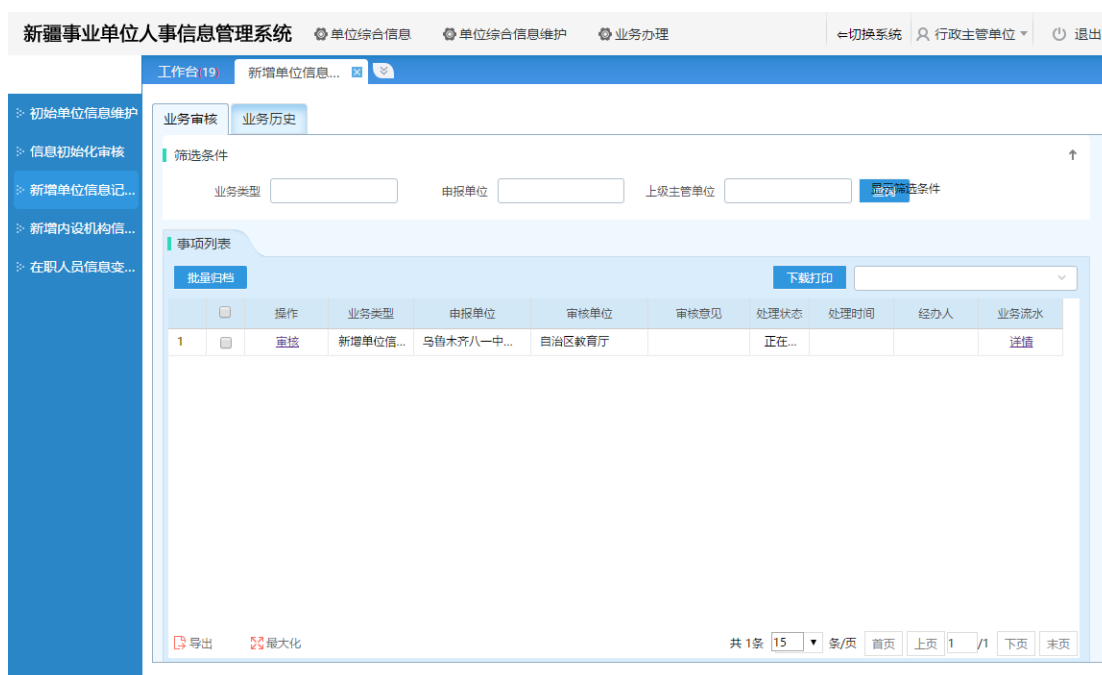 新疆事业单位人事信息管理系统 单位综合信息 单位综合信息维护 业务办理 ⇐切换系统 行政主管单位 退出
工作台(19) 新增单位信息...
初始单位信息维护
信息初始化审核
新增单位信息记...
新增内设机构信...
在职人员信息变...
业务审核 业务历史
筛选条件
业务类型 申报单位 上级主管单位 查询 显示筛选条件
事项列表
批量归档 下载打印
操作 业务类型 申报单位 审核单位 审核意见 处理状态 处理时间 经办人 业务流水
1 审核 新增单位信... 乌鲁木齐八一中... 自治区教育厅 正在... 详情
导出 最大化 共 1条 15 条/页 首页 上页 1 /1 下页 末页